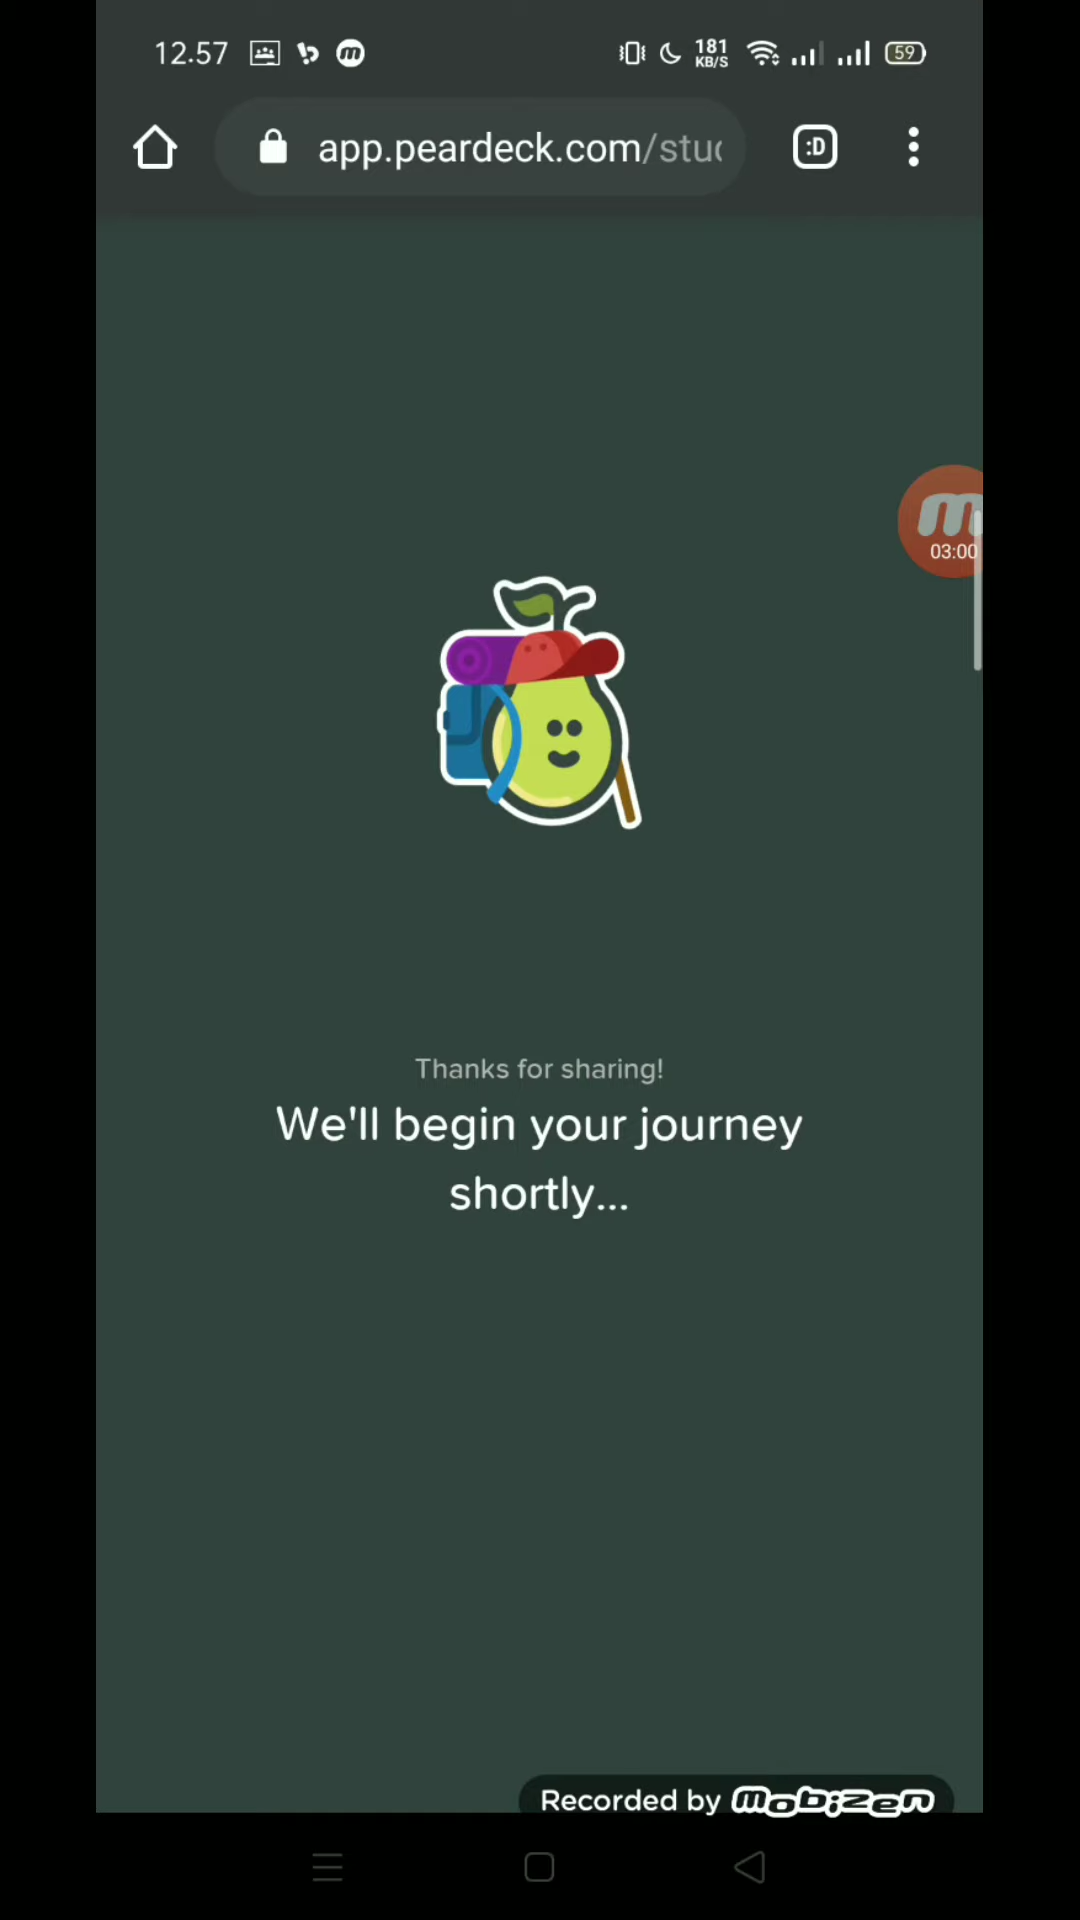 12.57 181 KB/S 59
app.peardeck.com/stu
:D
03:00
Thanks for sharing!
We'll begin your journey
shortly...
Recorded by mobizen